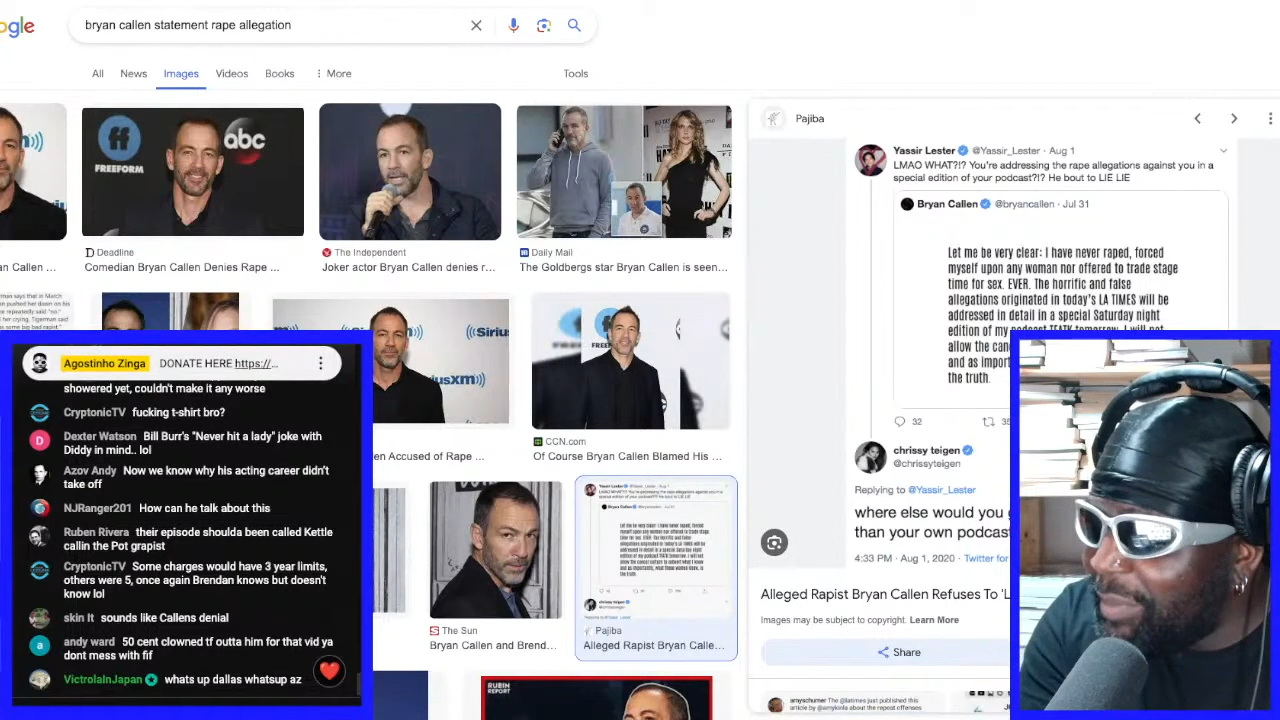 ogle
bryan callen statement rape allegation
All
News
Images
Videos
Books
More
Tools
Callen ...
FREEFORM
abc
Deadline
Comedian Bryan Callen Denies Rape ...
The Independent
Joker actor Bryan Callen denies r...
Daily Mail
The Goldbergs star Bryan Callen is seen...
en Accused of Rape ...
CCN.com
Of Course Bryan Callen Blamed His ...
The Sun
Bryan Callen and Brend...
Pajiba
Alleged Rapist Bryan Calle...
RUBIN
REPORT
Pajiba
Yassir Lester @Yassir_Lester · Aug 1
LMAO WHAT?!? You're addressing the rape allegations against you in a
special edition of your podcast?!? He bout to LIE LIE
Bryan Callen @bryancallen · Jul 31
Let me be very clear: I have never raped, forced
myself upon any woman nor offered to trade stage
time for sex. EVER. The horrific and false
allegations originated in today's LA TIMES will be
addressed in detail in a special Saturday night
edition of my podcast TFATK tomorrow. I will not
allow the canc
and as import
the truth.
32
chrissy teigen
@chrissyteigen
Replying to @Yassir_Lester
where else would you g
than your own podcast
4:33 PM · Aug 1, 2020 · Twitter for
Alleged Rapist Bryan Callen Refuses To 'L
Images may be subject to copyright. Learn More
Share
Agostinho Zinga DONATE HERE https://...
showered yet, couldn't make it any worse
CryptonicTV fucking t-shirt bro?
Dexter Watson Bill Burr's "Never hit a lady" joke with
Diddy in mind.. lol
Azov Andy Now we know why his acting career didn't
take off
NJRanger201 How can he talk about this
Ruben Rivera their episode shoulda been called Kettle
callin the Pot grapist
CryptonicTV Some charges would have 3 year limits,
others were 5, once again Brendan knows but doesn't
know lol
skin it sounds like Callens denial
andy ward 50 cent clowned tf outta him for that vid ya
dont mess with fif
VictrolaInJapan whats up dallas whatsup az